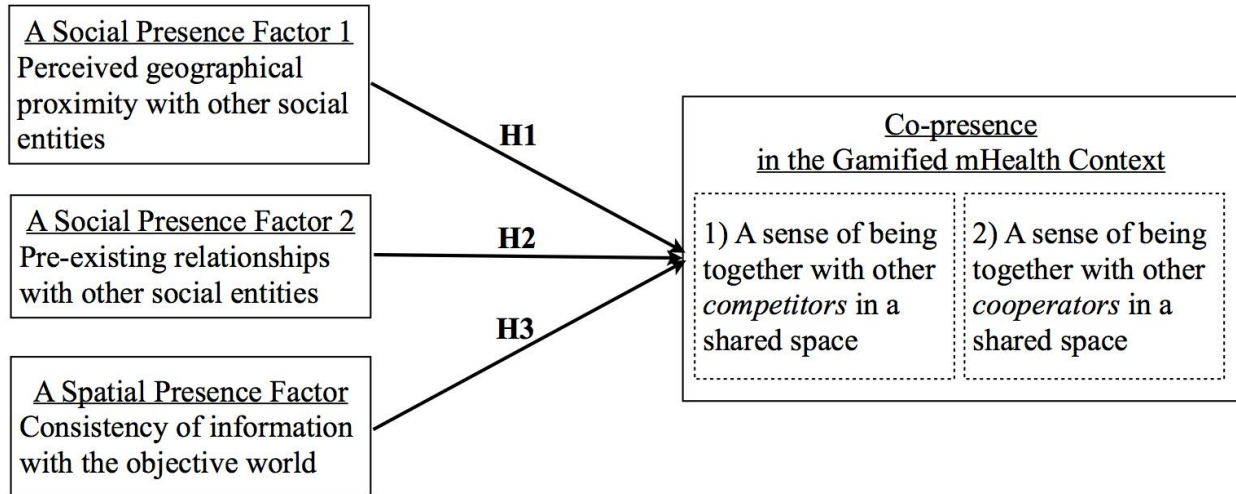 A Social Presence Factor 1
Perceived geographical
proximity with other social
entities
H1
A Social Presence Factor 2
Pre-existing relationships
with other social entities
H2
A Spatial Presence Factor
Consistency of information
with the objective world
H3
Co-presence
in the Gamified mHealth Context
1) A sense of being
together with other
competitors in a
shared space
2) A sense of being
together with other
cooperators in a
shared space